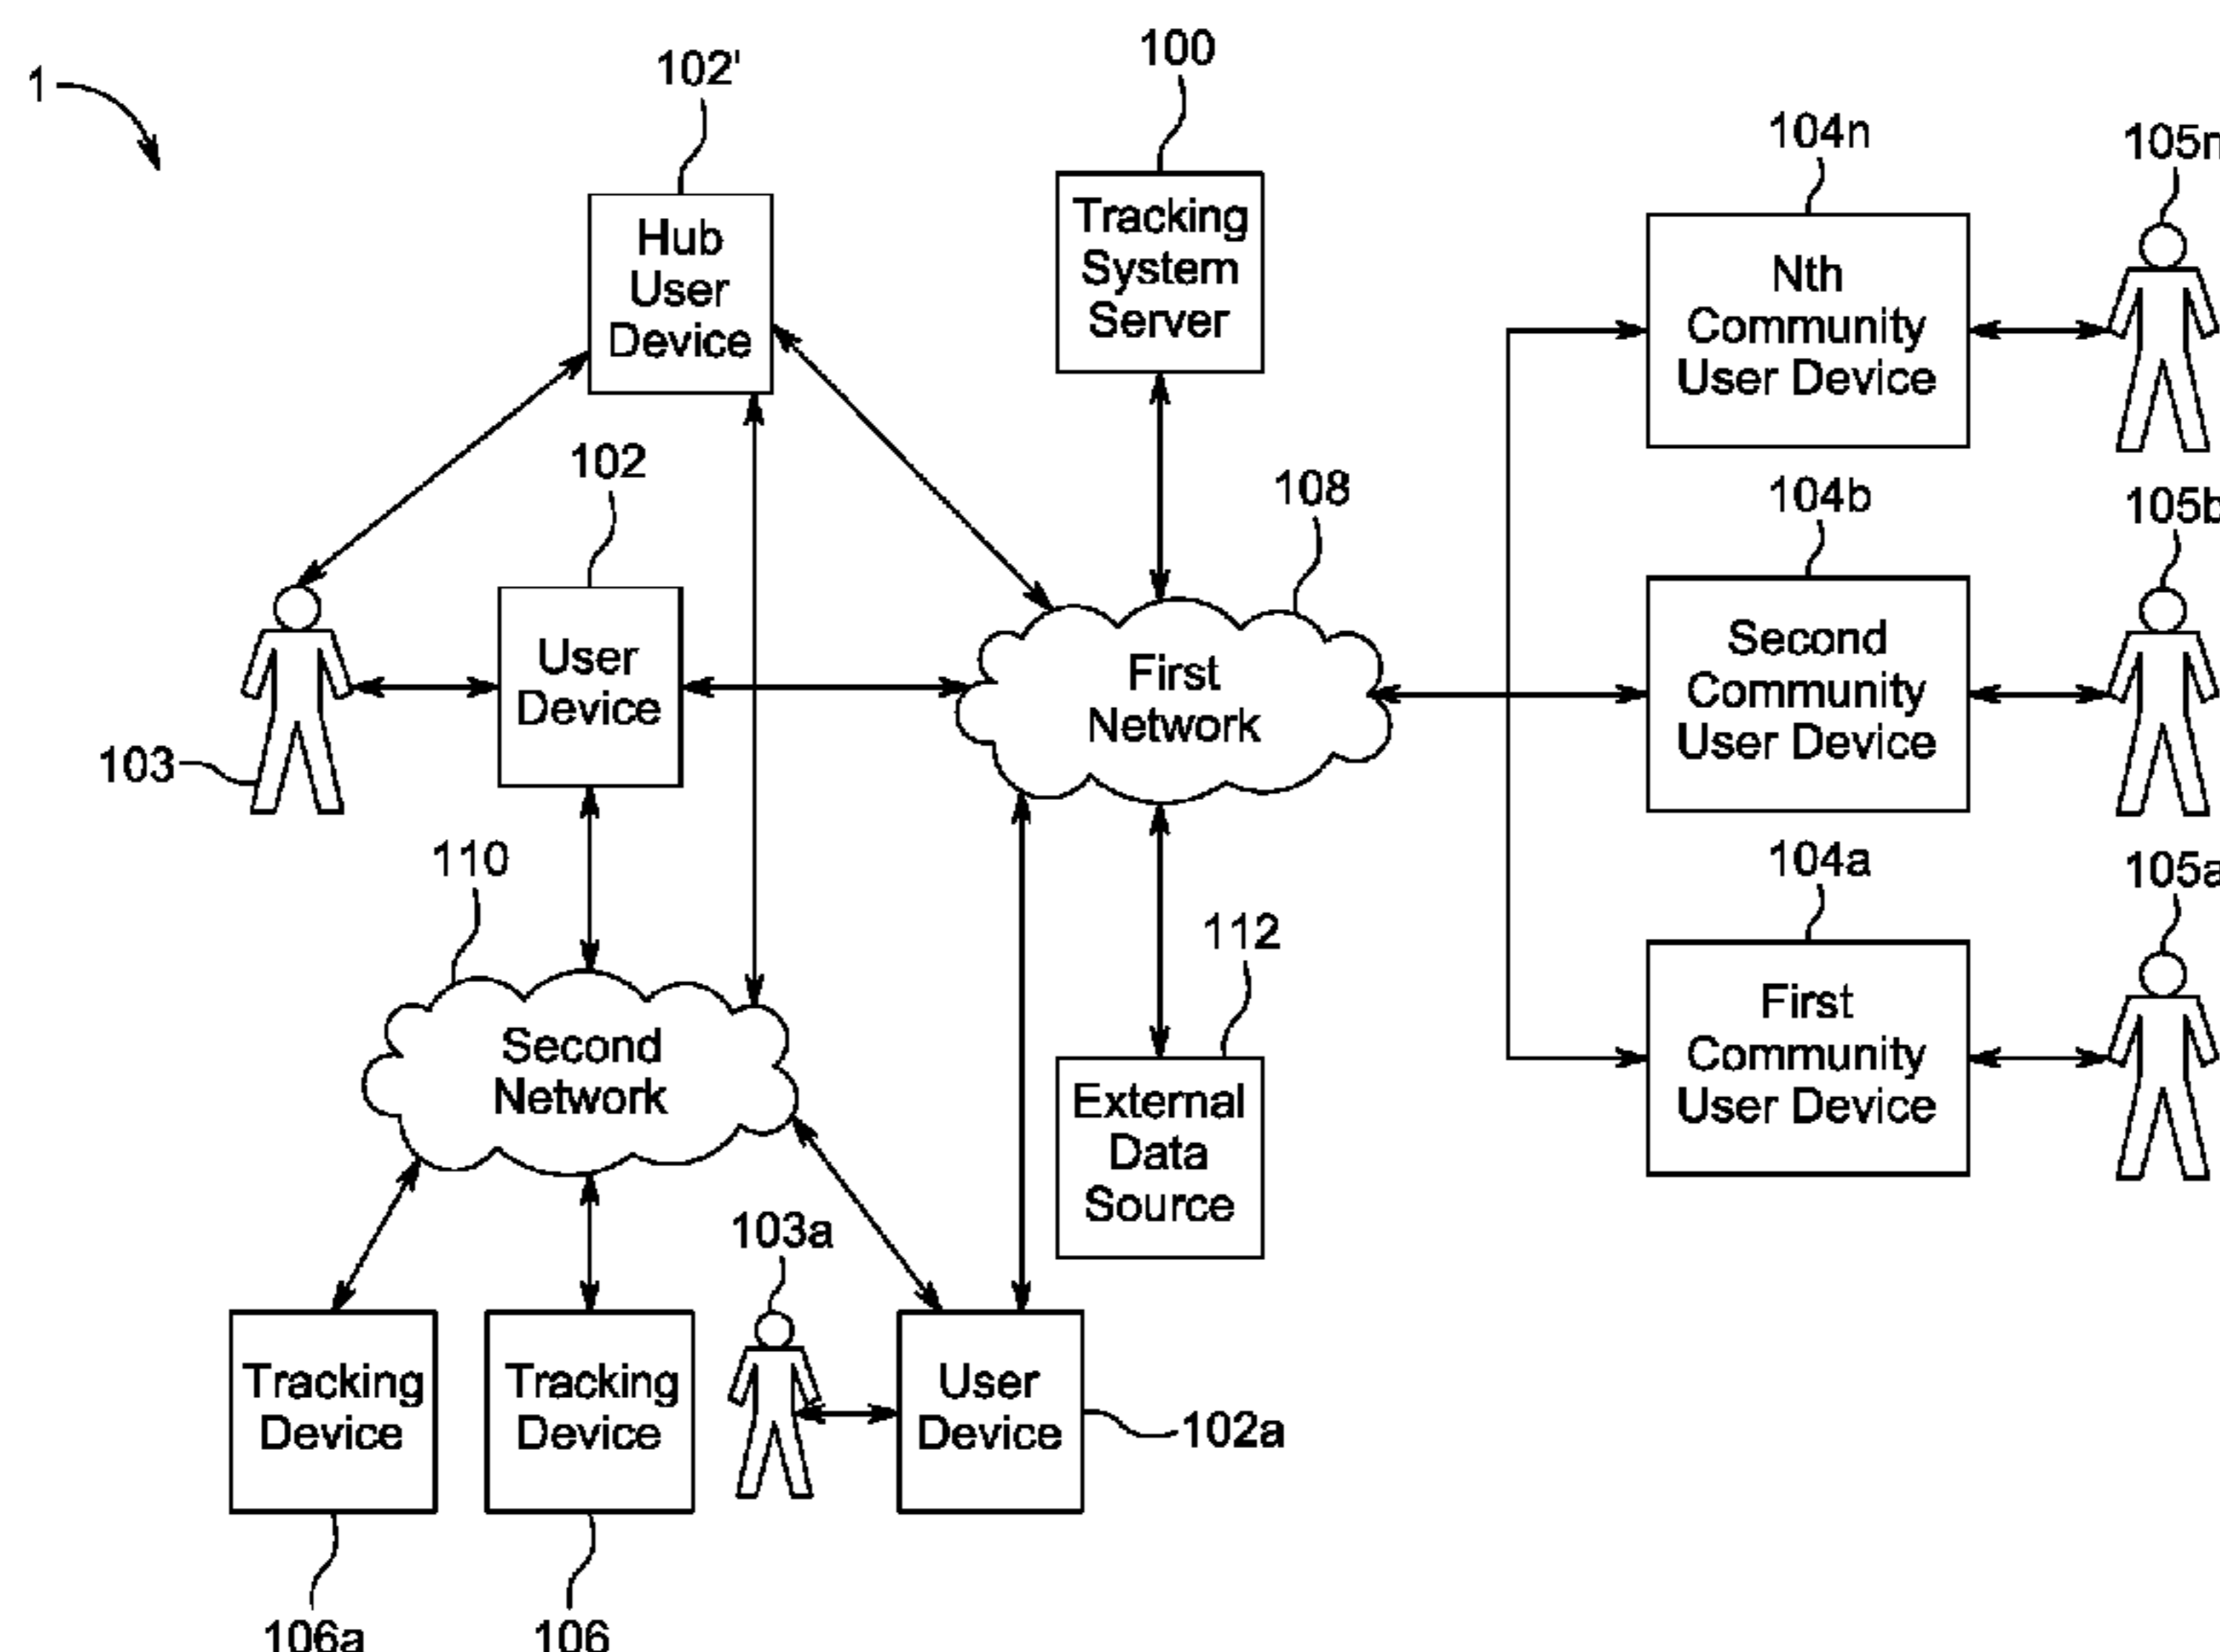 1
102'
100
104n
105n
Hub
User
Device
Tracking
System
Server
Nth
Community
User Device
102
108
104b
105b
User
Device
First
Network
Second
Community
User Device
103
110
112
104a
105a
Second
Network
External
Data
Source
First
Community
User Device
103a
Tracking
Device
Tracking
Device
User
Device
102a
106a
106